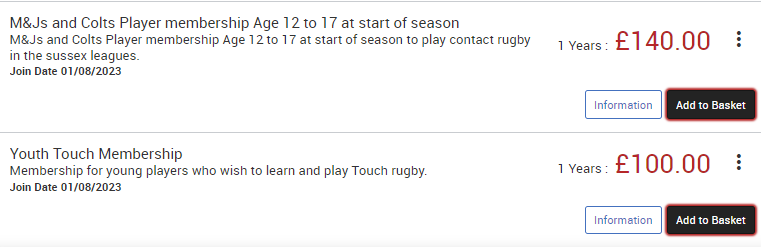 M&Js and Colts Player membership Age 12 to 17 at start of season
M&Js and Colts Player membership Age 12 to 17 at start of season to play contact rugby
in the sussex leagues.
Join Date 01/08/2023
1 Years : £140.00
Information Add to Basket
Youth Touch Membership
Membership for young players who wish to learn and play Touch rugby.
Join Date 01/08/2023
1 Years : £100.00
Information Add to Basket